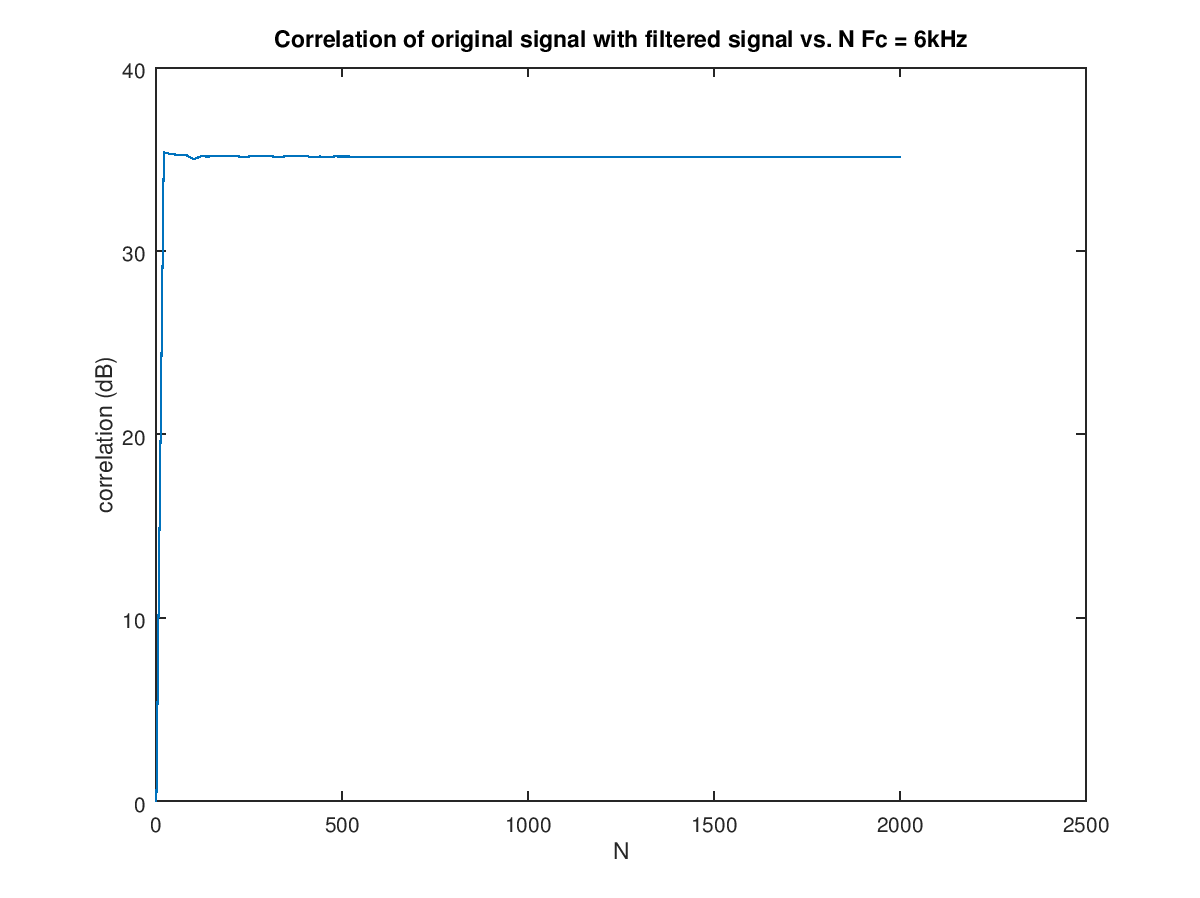 Correlation of original signal with filtered signal vs. N Fc = 6kHz
40
30
20
10
0
correlation (dB)
0 500 1000 1500 2000 2500
N